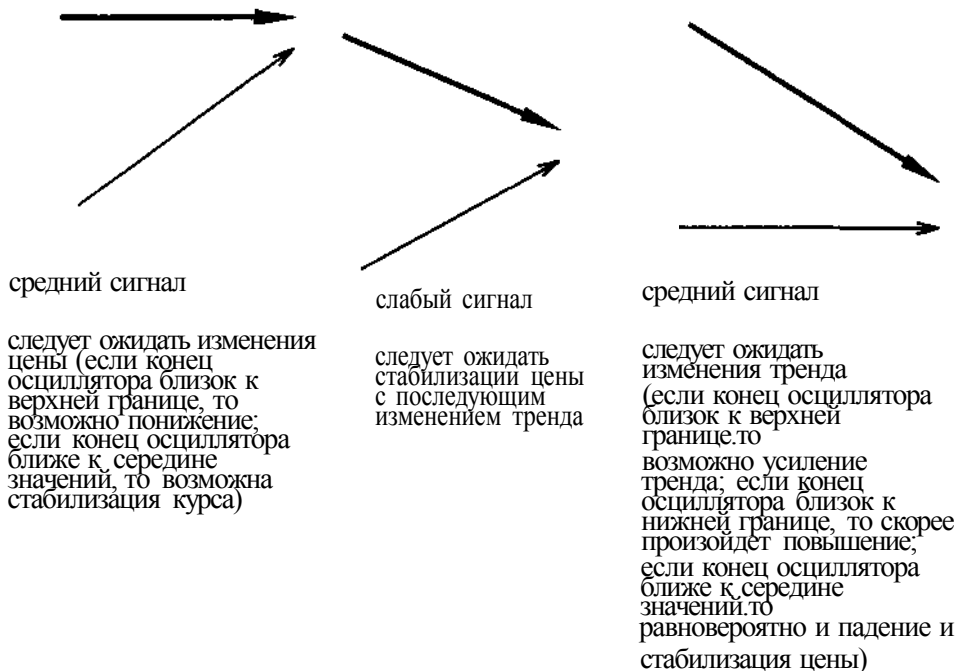 средний сигнал
следует ожидать изменения
цены (если конец
осциллятора близок к
верхней границе, то
возможно понижение;
если конец осциллятора
ближе к середине
значений, то возможна
стабилизация курса)
слабый сигнал
следует ожидать
стабилизации цены
с последующим
изменением тренда
средний сигнал
следует ожидать
изменения тренда
(если конец осциллятора
близок к верхней
границе.то
возможно усиление
тренда; если конец
осциллятора близок к
нижней границе, то скорее
произойдет повышение;
если конец осциллятора
ближе к середине
значений.то
равновероятно и падение и
стабилизация цены)